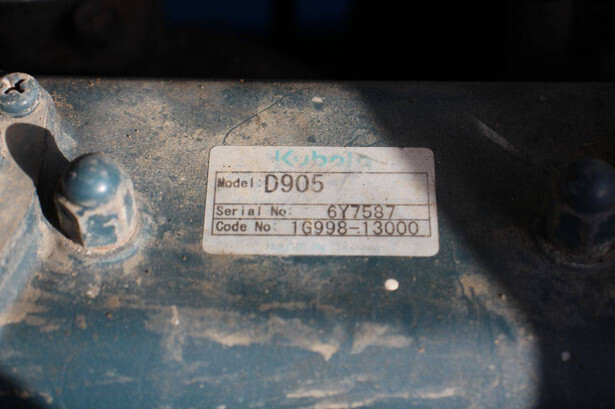 Kubota
Model: D905
Serial No: 6Y7587
Code No: 1G998-13000